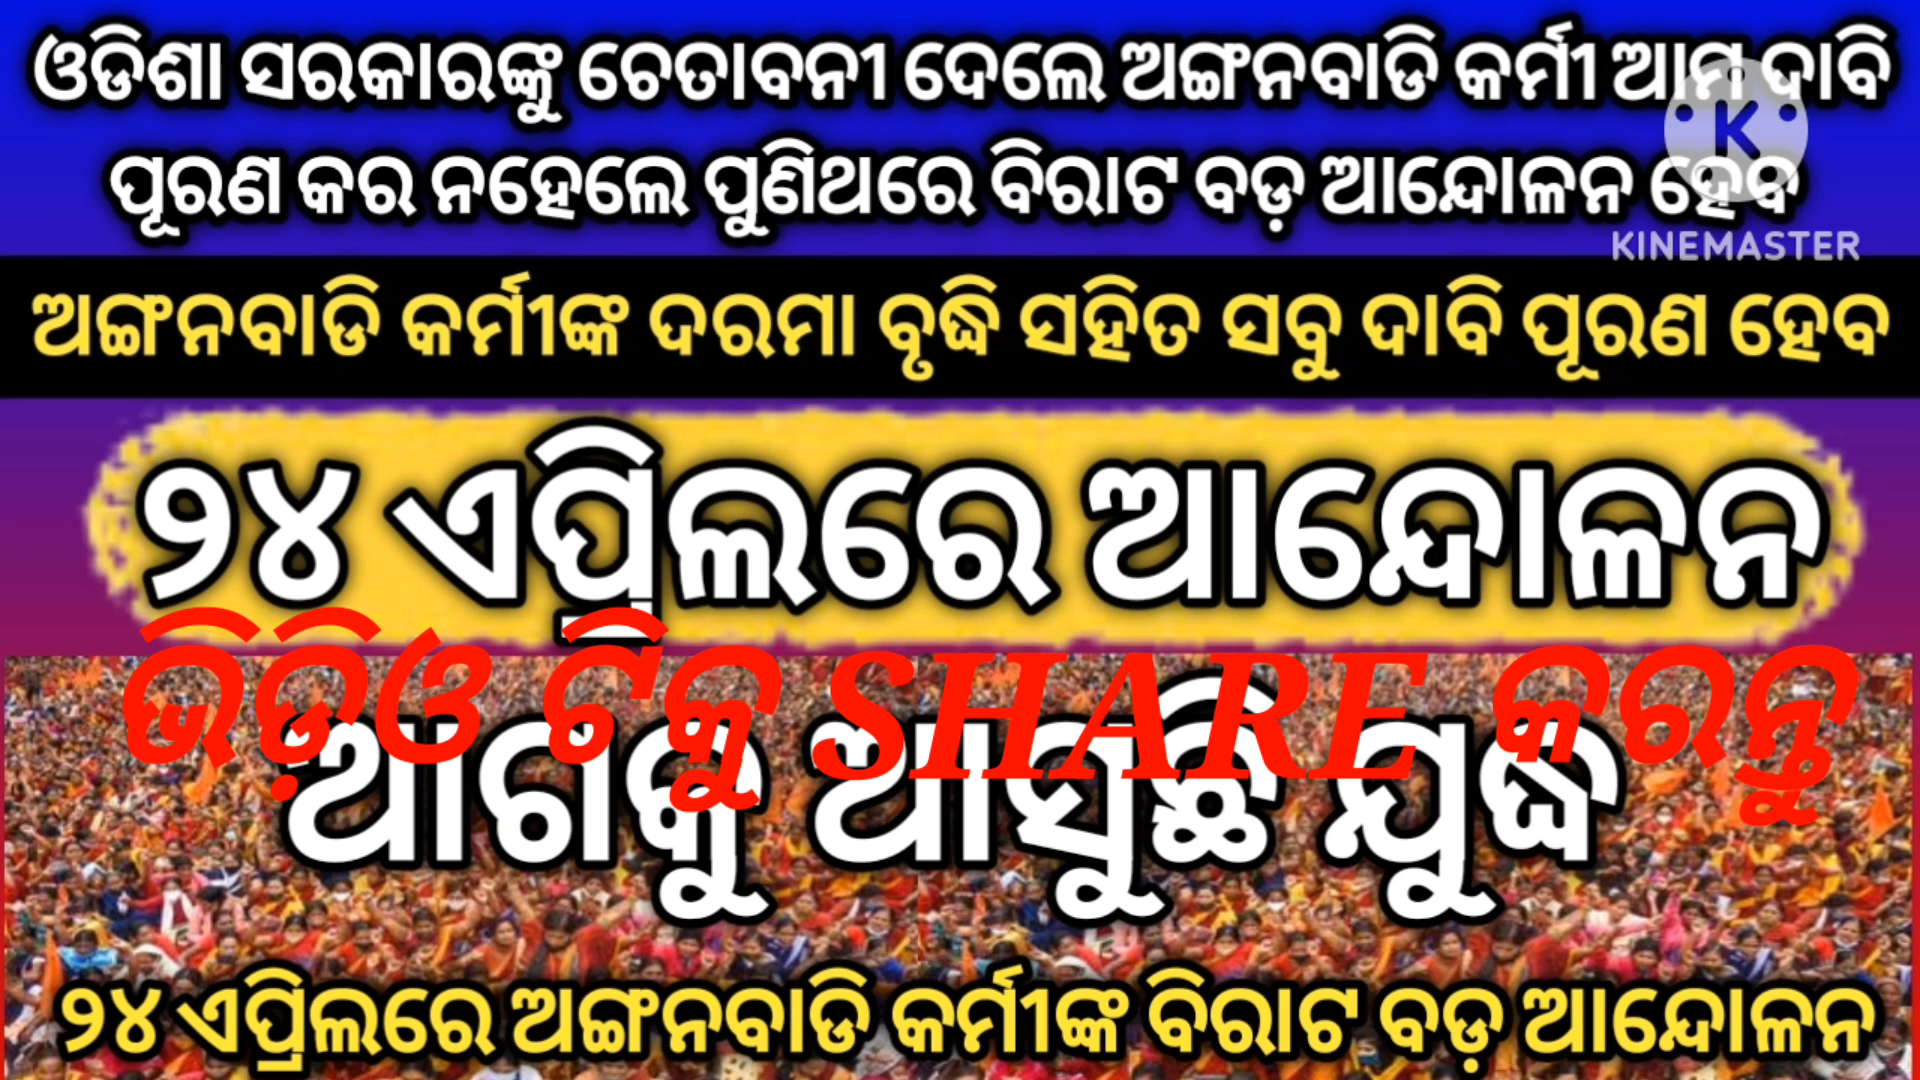 ଓଡିଶା ସରକାରଙ୍କୁ ଚେତାବନୀ ଦେଲେ ଅଙ୍ଗନବାଡି କର୍ମୀ ଆମ ଦାବି
ପୂରଣ କର ନହେଲେ ପୁଣିଥରେ ବିରାଟ ବଡ଼ ଆନ୍ଦୋଳନ ହେବ
K
KINEMASTER
ଅଙ୍ଗନବାଡି କର୍ମୀଙ୍କ ଦରମା ବୃଦ୍ଧି ସହିତ ସବୁ ଦାବି ପୂରଣ ହେବ
୨୪ ଏପ୍ରିଲରେ ଆନ୍ଦୋଳନ
ଭିଡ଼ିଓ ଟିକୁ SHARE କରନ୍ତୁ
ଆଗକୁ ଆସୁଛି ଯୁଦ୍ଧ
୨୪ ଏପ୍ରିଲରେ ଅଙ୍ଗନବାଡି କର୍ମୀଙ୍କ ବିରାଟ ବଡ଼ ଆନ୍ଦୋଳନ